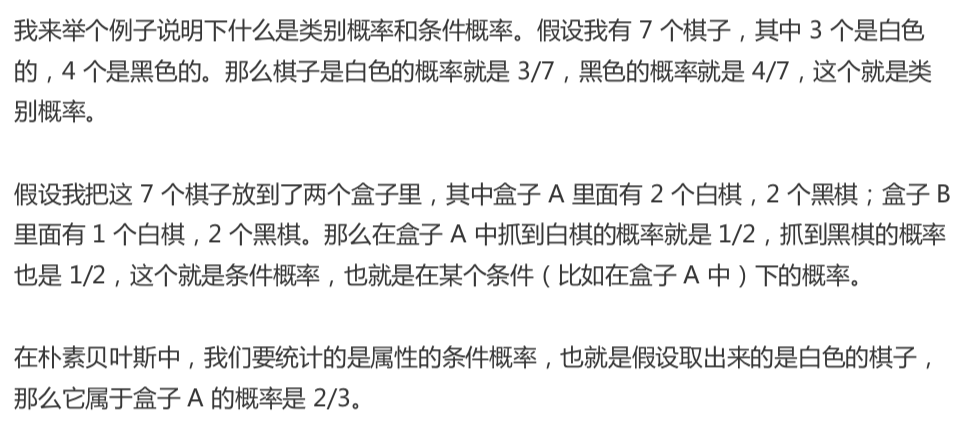 我来举个例子说明下什么是类别概率和条件概率。假设我有 7 个棋子，其中 3 个是白色
的，4 个是黑色的。那么棋子是白色的概率就是 3/7，黑色的概率就是 4/7，这个就是类
别概率。
假设我把这 7 个棋子放到了两个盒子里，其中盒子 A 里面有 2 个白棋，2 个黑棋；盒子 B
里面有 1 个白棋，2 个黑棋。那么在盒子 A 中抓到白棋的概率就是 1/2，抓到黑棋的概率
也是 1/2，这个就是条件概率，也就是在某个条件（比如在盒子 A 中）下的概率。
在朴素贝叶斯中，我们要统计的是属性的条件概率，也就是假设取出来的是白色的棋子，
那么它属于盒子 A 的概率是 2/3。